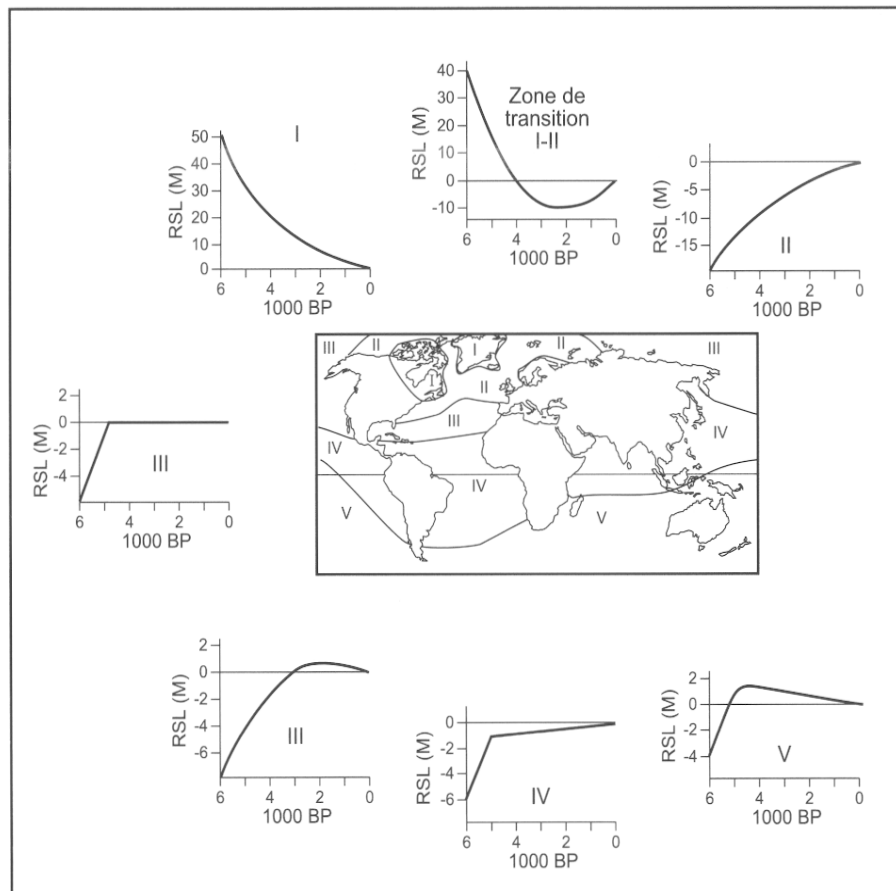 Zone de
transition
I-II
40
30
20
10
0
-10
RSL (M)
6 4 2 0
1000 BP
I
50
40
30
20
10
0
RSL (M)
6 4 2 0
1000 BP
0
-5
-10
-15
RSL (M)
II
6 4 2 0
1000 BP
III II I II III
I II
III
IV IV
IV
V V
2
0
-2
-4
RSL (M)
III
6 4 2 0
1000 BP
2
0
-2
-4
-6
RSL (M)
III
6 4 2 0
1000 BP
0
-2
-4
-6
RSL (M)
IV
6 4 2 0
1000 BP
2
0
-2
-4
RSL (M)
V
6 4 2 0
1000 BP